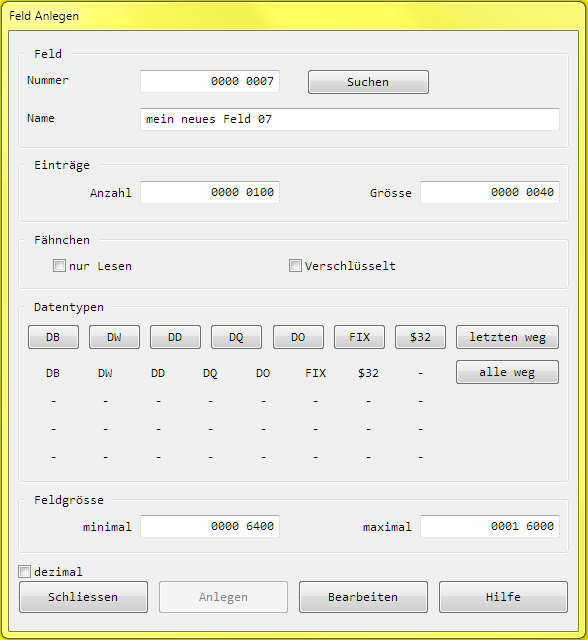 Feld Anlegen
Feld
Nummer 0000 0007 Suchen
Name mein neues Feld 07
Einträge
Anzahl 0000 0100 Grösse 0000 0040
Fähnchen
nur Lesen Verschlüsselt
Datentypen
DB DW DD DQ DO FIX $32 letzten weg
DB DW DD DQ DO FIX $32 - alle weg
- - - - - - - -
- - - - - - - -
- - - - - - - -
Feldgrösse
minimal 0000 6400 maximal 0001 6000
dezimal
Schliessen Anlegen Bearbeiten Hilfe